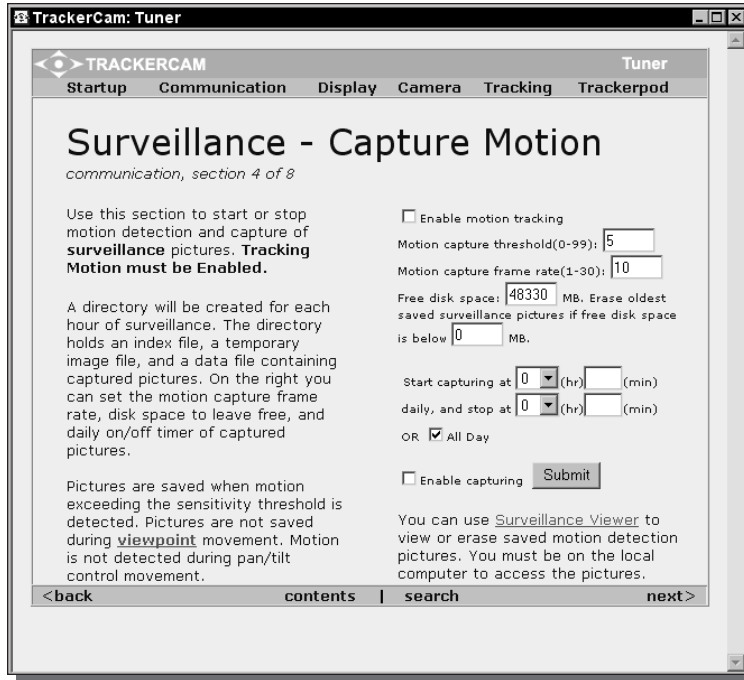 TrackerCam: Tuner
TRACKERCAM
Tuner
Startup Communication Display Camera Tracking Trackerpod
Surveillance - Capture Motion
communication, section 4 of 8
Use this section to start or stop
motion detection and capture of
surveillance pictures. Tracking
Motion must be Enabled.
A directory will be created for each
hour of surveillance. The directory
holds an index file, a temporary
image file, and a data file containing
captured pictures. On the right you
can set the motion capture frame
rate, disk space to leave free, and
daily on/off timer of captured
pictures.
Pictures are saved when motion
exceeding the sensitivity threshold is
detected. Pictures are not saved
during viewpoint movement. Motion
is not detected during pan/tilt
control movement.
Enable motion tracking
Motion capture threshold(0-99): 5
Motion capture frame rate(1-30): 10
Free disk space: 48330 MB. Erase oldest
saved surveillance pictures if free disk space
is below 0 MB.
Start capturing at 0 (hr) (min)
daily, and stop at 0 (hr) (min)
OR All Day
Enable capturing Submit
You can use Surveillance Viewer to
view or erase saved motion detection
pictures. You must be on the local
computer to access the pictures.
<back contents | search next>